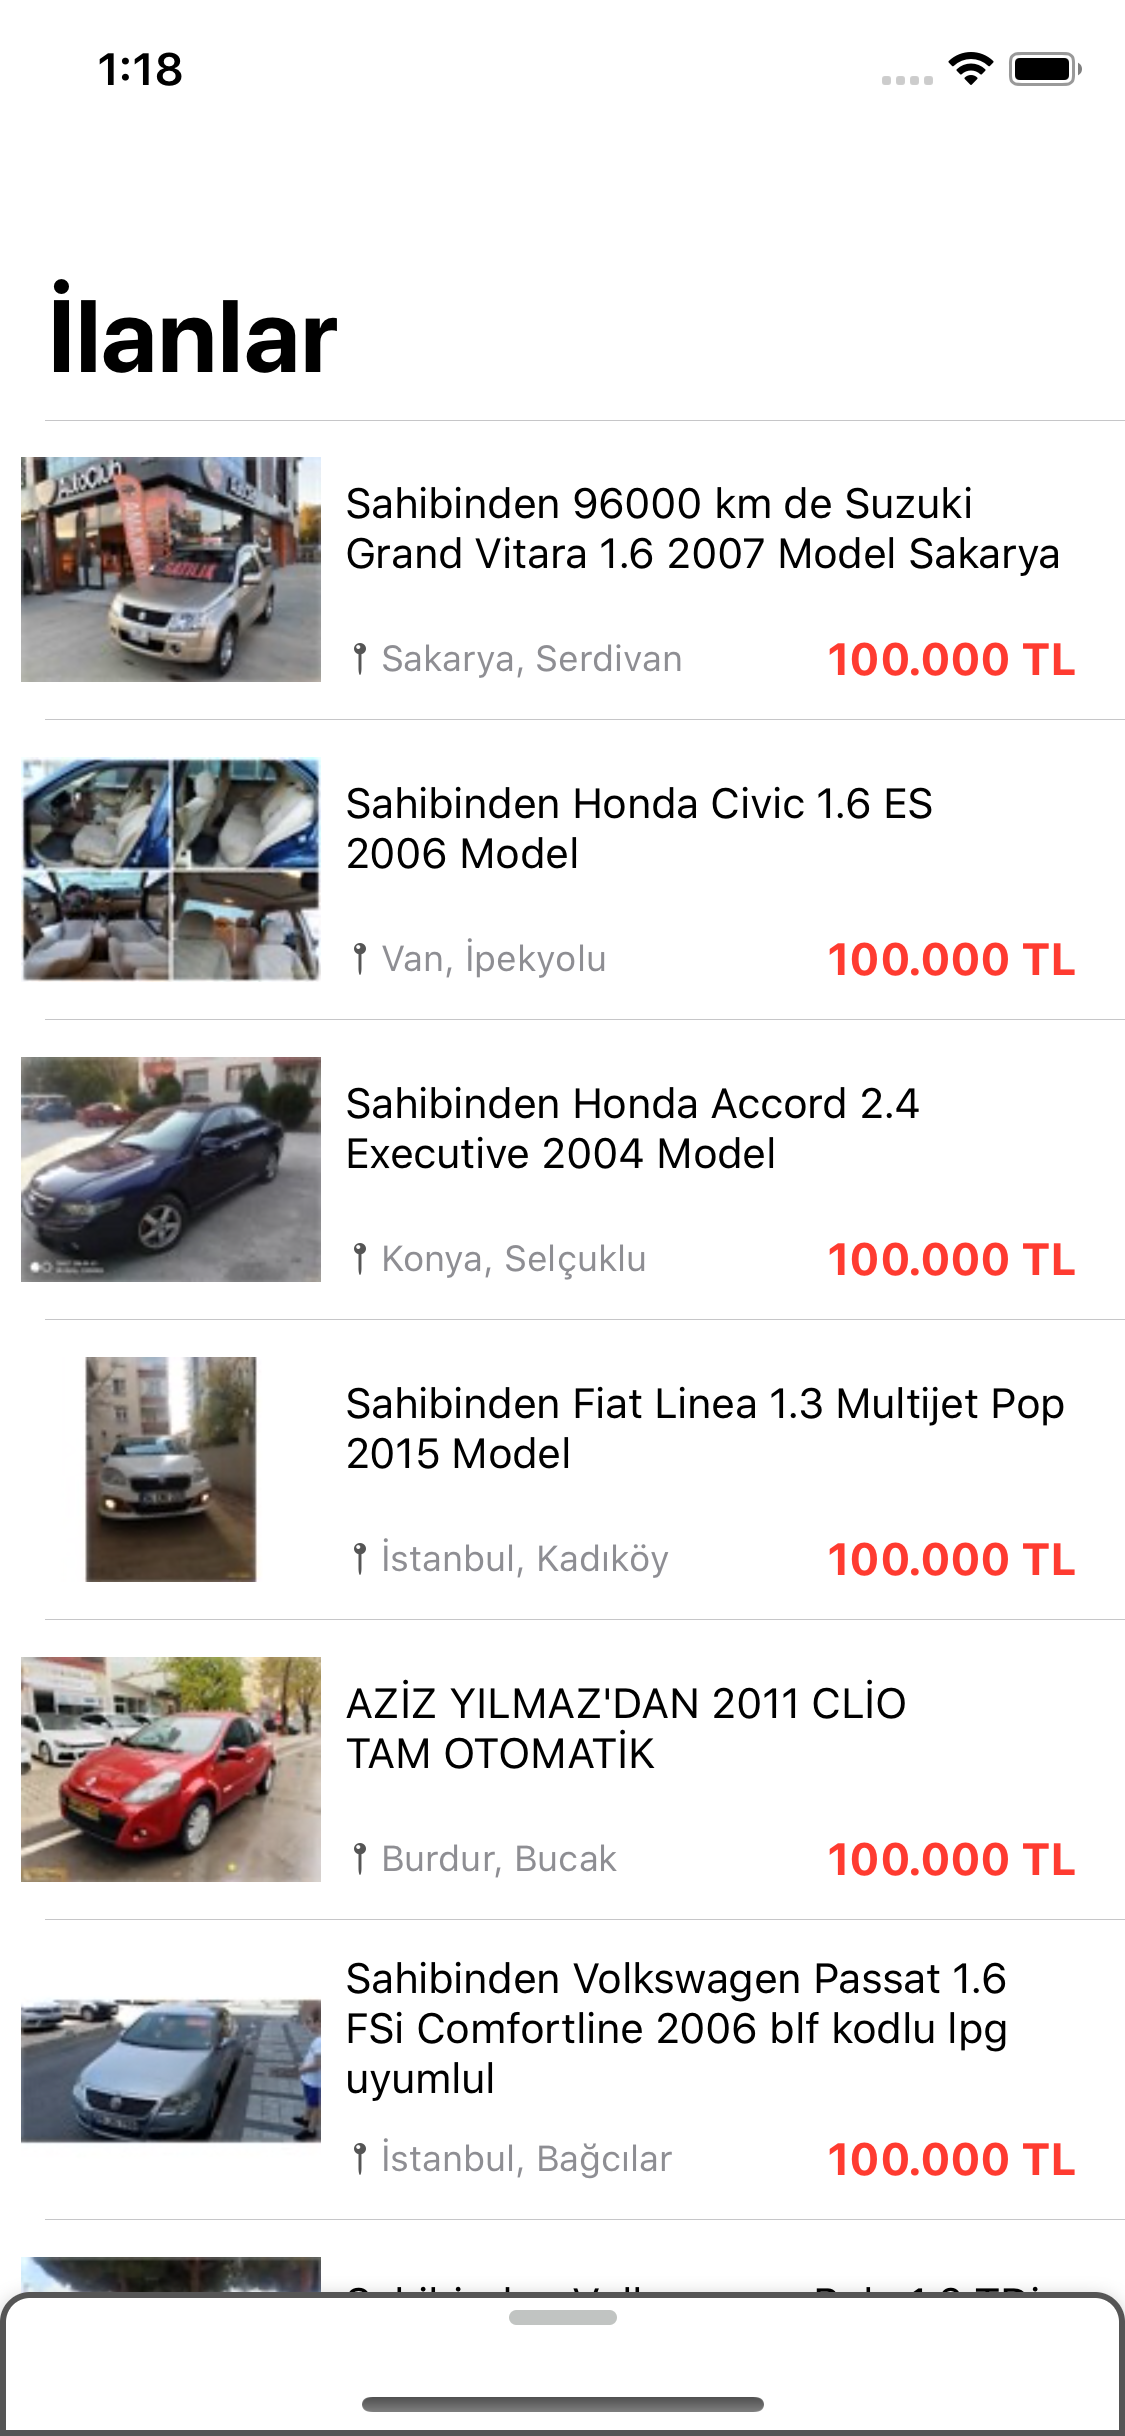 1:18
İlanlar
AutoClub
SATILIK
Sahibinden 96000 km de Suzuki
Grand Vitara 1.6 2007 Model Sakarya
Sakarya, Serdivan
100.000 TL
Sahibinden Honda Civic 1.6 ES
2006 Model
Van, İpekyolu
100.000 TL
Sahibinden Honda Accord 2.4
Executive 2004 Model
Konya, Selçuklu
100.000 TL
Sahibinden Fiat Linea 1.3 Multijet Pop
2015 Model
İstanbul, Kadıköy
100.000 TL
AZİZ YILMAZ'DAN 2011 CLİO
TAM OTOMATİK
Burdur, Bucak
100.000 TL
Sahibinden Volkswagen Passat 1.6
FSi Comfortline 2006 blf kodlu lpg
uyumlul
İstanbul, Bağcılar
100.000 TL